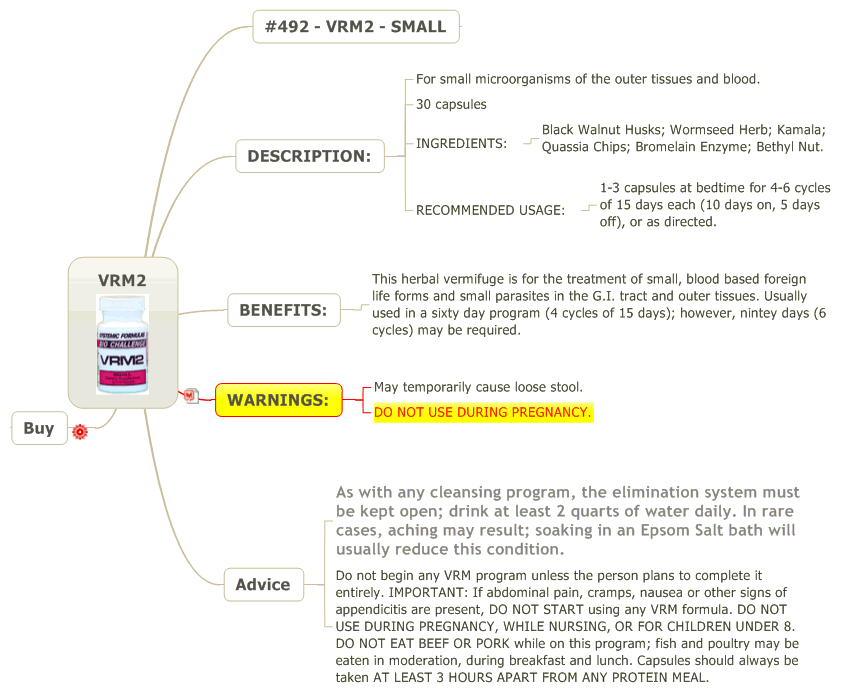 #492 - VRM2 - SMALL
For small microorganisms of the outer tissues and blood.
30 capsules
DESCRIPTION:
INGREDIENTS:
Black Walnut Husks; Wormseed Herb; Kamala;
Quassia Chips; Bromelain Enzyme; Bethyl Nut.
RECOMMENDED USAGE:
1-3 capsules at bedtime for 4-6 cycles
of 15 days each (10 days on, 5 days
off), or as directed.
VRM2
SYSTEMIC FORMULAS
BIO CHALLENGE
VRM2
SMALL
BENEFITS:
This herbal vermifuge is for the treatment of small, blood based foreign
life forms and small parasites in the G.I. tract and outer tissues. Usually
used in a sixty day program (4 cycles of 15 days); however, nintey days (6
cycles) may be required.
WARNINGS:
May temporarily cause loose stool.
DO NOT USE DURING PREGNANCY.
Buy
Advice
As with any cleansing program, the elimination system must
be kept open; drink at least 2 quarts of water daily. In rare
cases, aching may result; soaking in an Epsom Salt bath will
usually reduce this condition.
Do not begin any VRM program unless the person plans to complete it
entirely. IMPORTANT: If abdominal pain, cramps, nausea or other signs of
appendicitis are present, DO NOT START using any VRM formula. DO NOT
USE DURING PREGNANCY, WHILE NURSING, OR FOR CHILDREN UNDER 8.
DO NOT EAT BEEF OR PORK while on this program; fish and poultry may be
eaten in moderation, during breakfast and lunch. Capsules should always be
taken AT LEAST 3 HOURS APART FROM ANY PROTEIN MEAL.